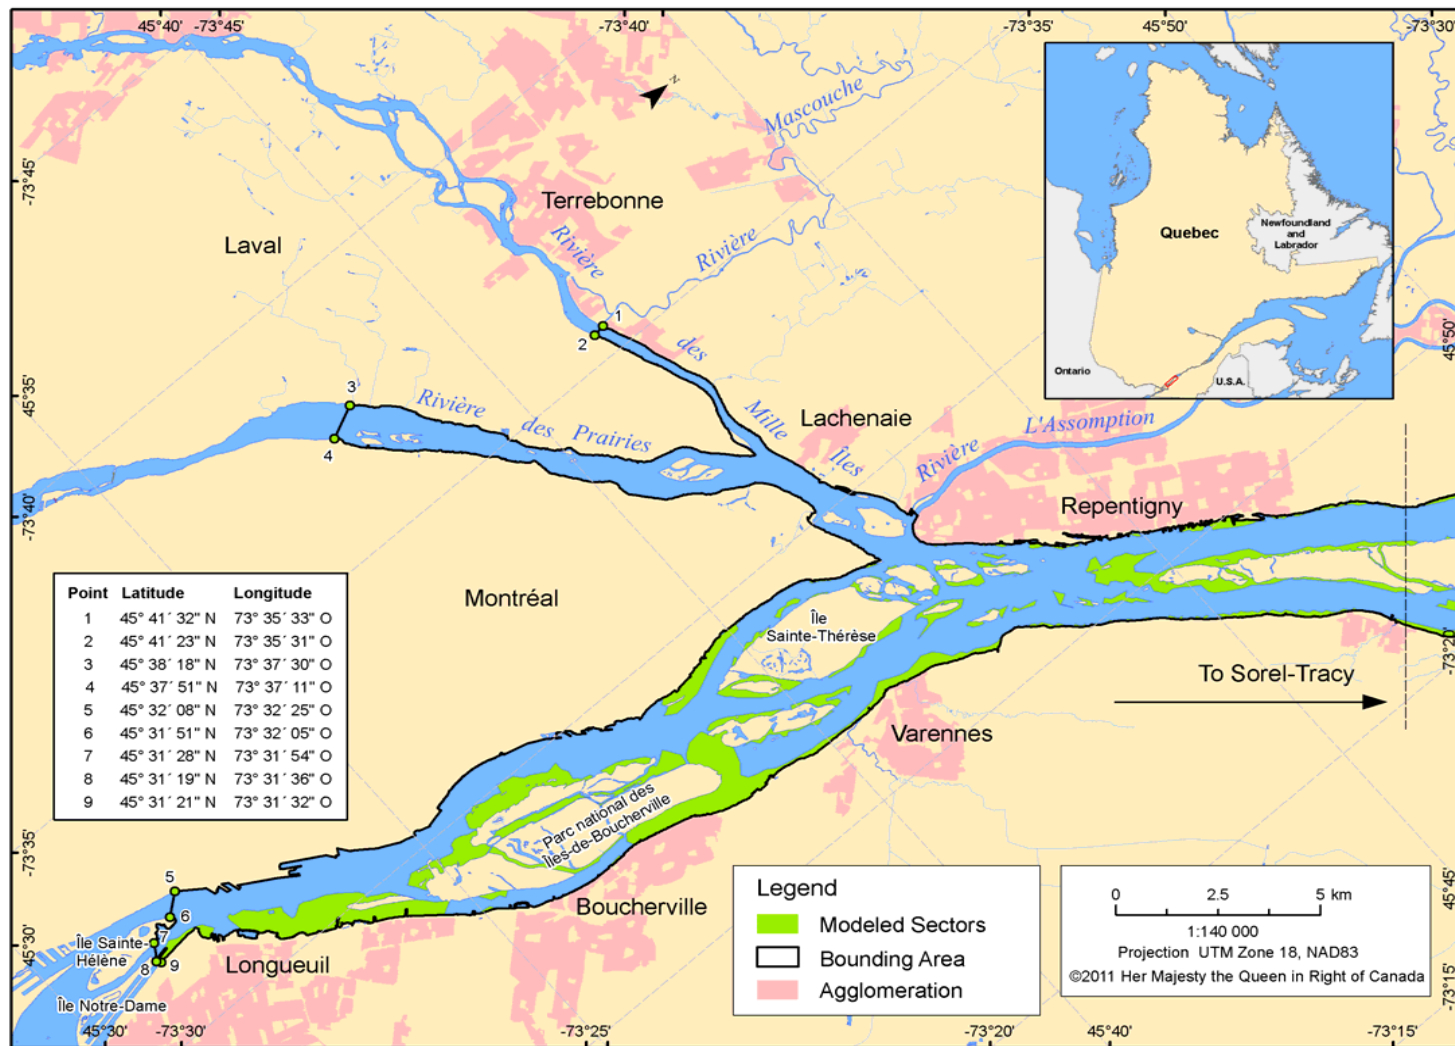 45°40' -73°45' -73°40' -73°35' 45°50' -73°30'
N
Mascouche
-73°45'
Terrebonne
Laval
Rivière
Rivière
Quebec
Newfoundland
and
Labrador
Ontario
U.S.A.
1
2
des
45°50'
3
4
45°35'
Rivière
des Prairies
Mille
Îles
Lachenaie
Rivière
L'Assomption
Repentigny
-73°40'
Point Latitude Longitude
1 45° 41´ 32" N 73° 35´ 33" O
2 45° 41´ 23" N 73° 35´ 31" O
3 45° 38´ 18" N 73° 37´ 30" O
4 45° 37´ 51" N 73° 37´ 11" O
5 45° 32´ 08" N 73° 32´ 25" O
6 45° 31´ 51" N 73° 32´ 05" O
7 45° 31´ 28" N 73° 31´ 54" O
8 45° 31´ 19" N 73° 31´ 36" O
9 45° 31´ 21" N 73° 31´ 32" O
Montréal
Île
Sainte-Thérèse
-73°20'
To Sorel-Tracy
Varennes
Parc national des
Îles-de-Boucherville
-73°35'
5
6
7
8
9
Île Sainte-
Hélène
Île Notre-Dame
Longueuil
Boucherville
45°30'
Legend
Modeled Sectors
Bounding Area
Agglomeration
0 2.5 5 km
1:140 000
Projection UTM Zone 18, NAD83
©2011 Her Majesty the Queen in Right of Canada
45°45'
-73°15'
45°30' -73°30' -73°25' -73°20' 45°40' -73°15'